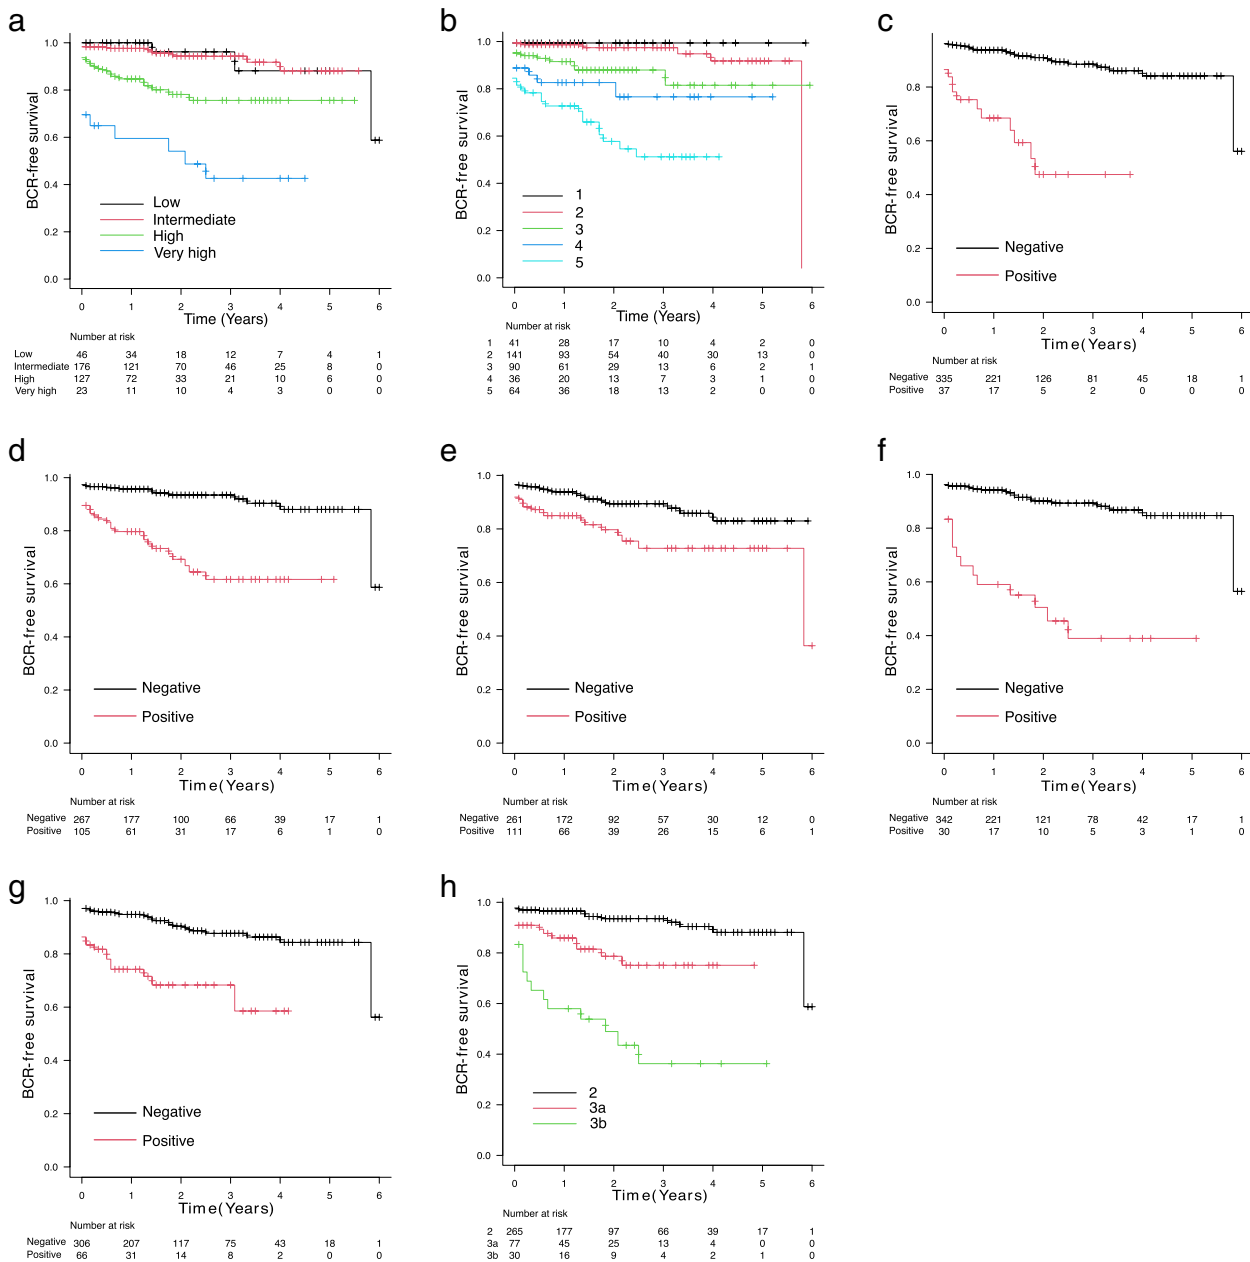 a
BCR-free survival
1.0
0.8
0.6
0.4
0.2
0.0
Low
Intermediate
High
Very high
0 1 2 3 4 5 6
Time (Years)
Number at risk
Low 46 34 18 12 7 4 1
Intermediate 176 121 70 46 25 8 0
High 127 72 33 21 10 6 0
Very high 23 11 10 4 3 0 0
b
BCR-free survival
1.0
0.8
0.6
0.4
0.2
0.0
1
2
3
4
5
0 1 2 3 4 5 6
Time (Years)
Number at risk
1 41 28 17 10 4 2 0
2 141 93 54 40 30 13 0
3 90 61 29 13 6 2 1
4 36 20 13 7 3 1 0
5 64 36 18 13 2 0 0
c
BCR-free survival
0.8
0.6
0.4
0.2
0.0
Negative
Positive
0 1 2 3 4 5 6
Time(Years)
Number at risk
Negative 335 221 126 81 45 18 1
Positive 37 17 5 2 0 0 0
d
BCR-free survival
1.0
0.8
0.6
0.4
0.2
0.0
Negative
Positive
0 1 2 3 4 5 6
Time(Years)
Number at risk
Negative 267 177 100 66 39 17 1
Positive 105 61 31 17 6 1 0
e
BCR-free survival
1.0
0.8
0.6
0.4
0.2
0.0
Negative
Positive
0 1 2 3 4 5 6
Time(Years)
Number at risk
Negative 261 172 92 57 30 12 0
Positive 111 66 39 26 15 6 1
f
BCR-free survival
1.0
0.8
0.6
0.4
0.2
0.0
Negative
Positive
0 1 2 3 4 5 6
Time(Years)
Number at risk
Negative 342 221 121 78 42 17 1
Positive 30 17 10 5 3 1 0
g
BCR-free survival
1.0
0.8
0.6
0.4
0.2
0.0
Negative
Positive
0 1 2 3 4 5 6
Time(Years)
Number at risk
Negative 306 207 117 75 43 18 1
Positive 66 31 14 8 2 0 0
h
BCR-free survival
1.0
0.8
0.6
0.4
0.2
0.0
2
3a
3b
0 1 2 3 4 5 6
Time(Years)
Number at risk
2 265 177 97 66 39 17 1
3a 77 45 25 13 4 0 0
3b 30 16 9 4 2 1 0